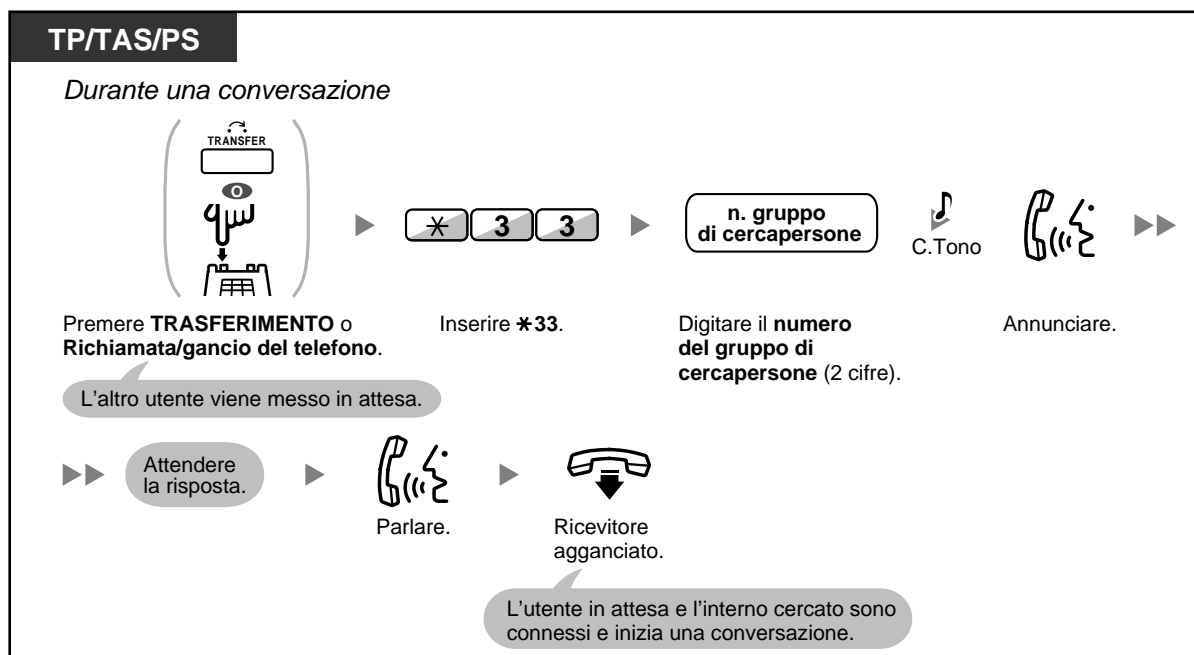 TP/TAS/PS
Durante una conversazione
TRANSFER
O
* 3 3
n. gruppo
di cercapersone
C.Tono
Premere TRASFERIMENTO o
Richiamata/gancio del telefono.
L'altro utente viene messo in attesa.
Inserire *33.
Digitare il numero
del gruppo di
cercapersone (2 cifre).
Annunciare.
Attendere
la risposta.
Parlare.
Ricevitore
agganciato.
L'utente in attesa e l'interno cercato sono
connessi e inizia una conversazione.